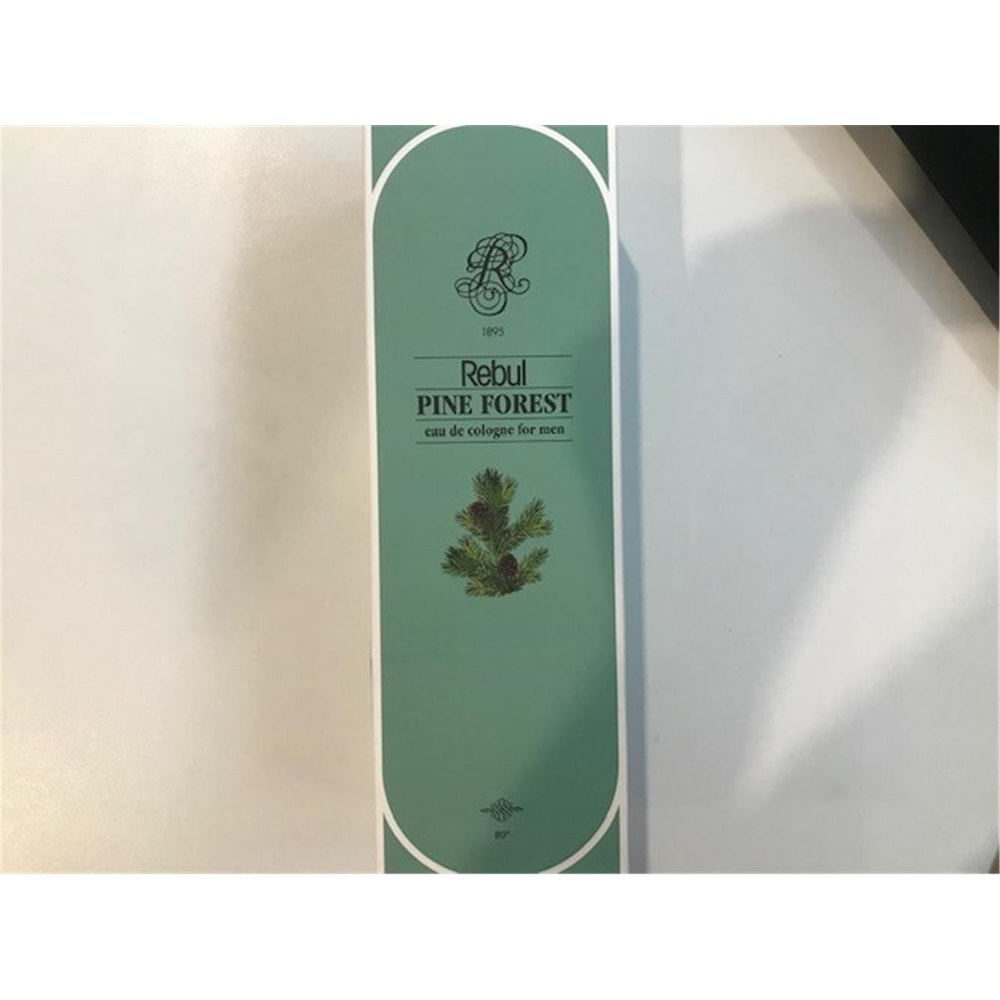 R
1895
Rebul
PINE FOREST
eau de cologne for men
80°